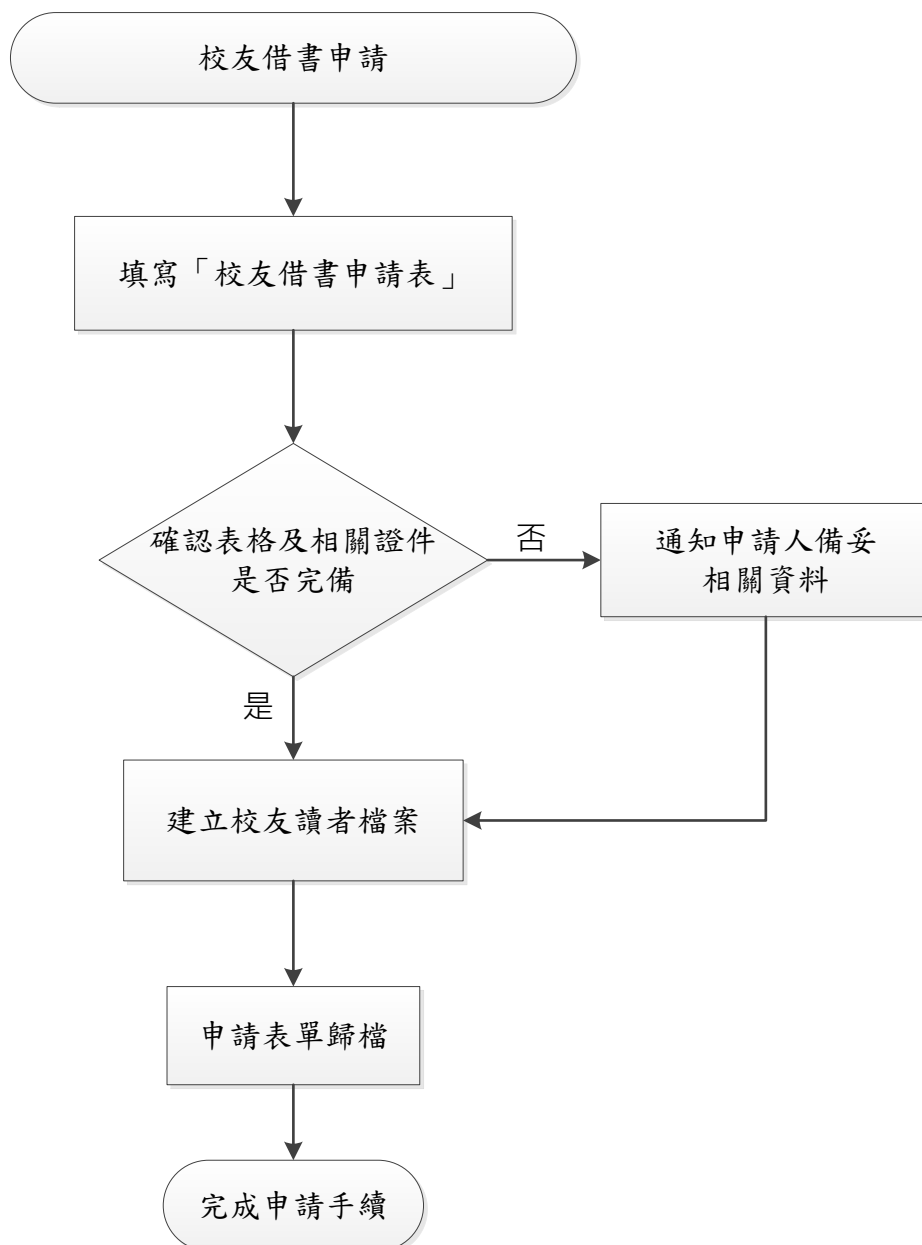 校友借書申請
填寫「校友借書申請表」
確認表格及相關證件
是否完備
否
通知申請人備妥
相關資料
是
建立校友讀者檔案
申請表單歸檔
完成申請手續